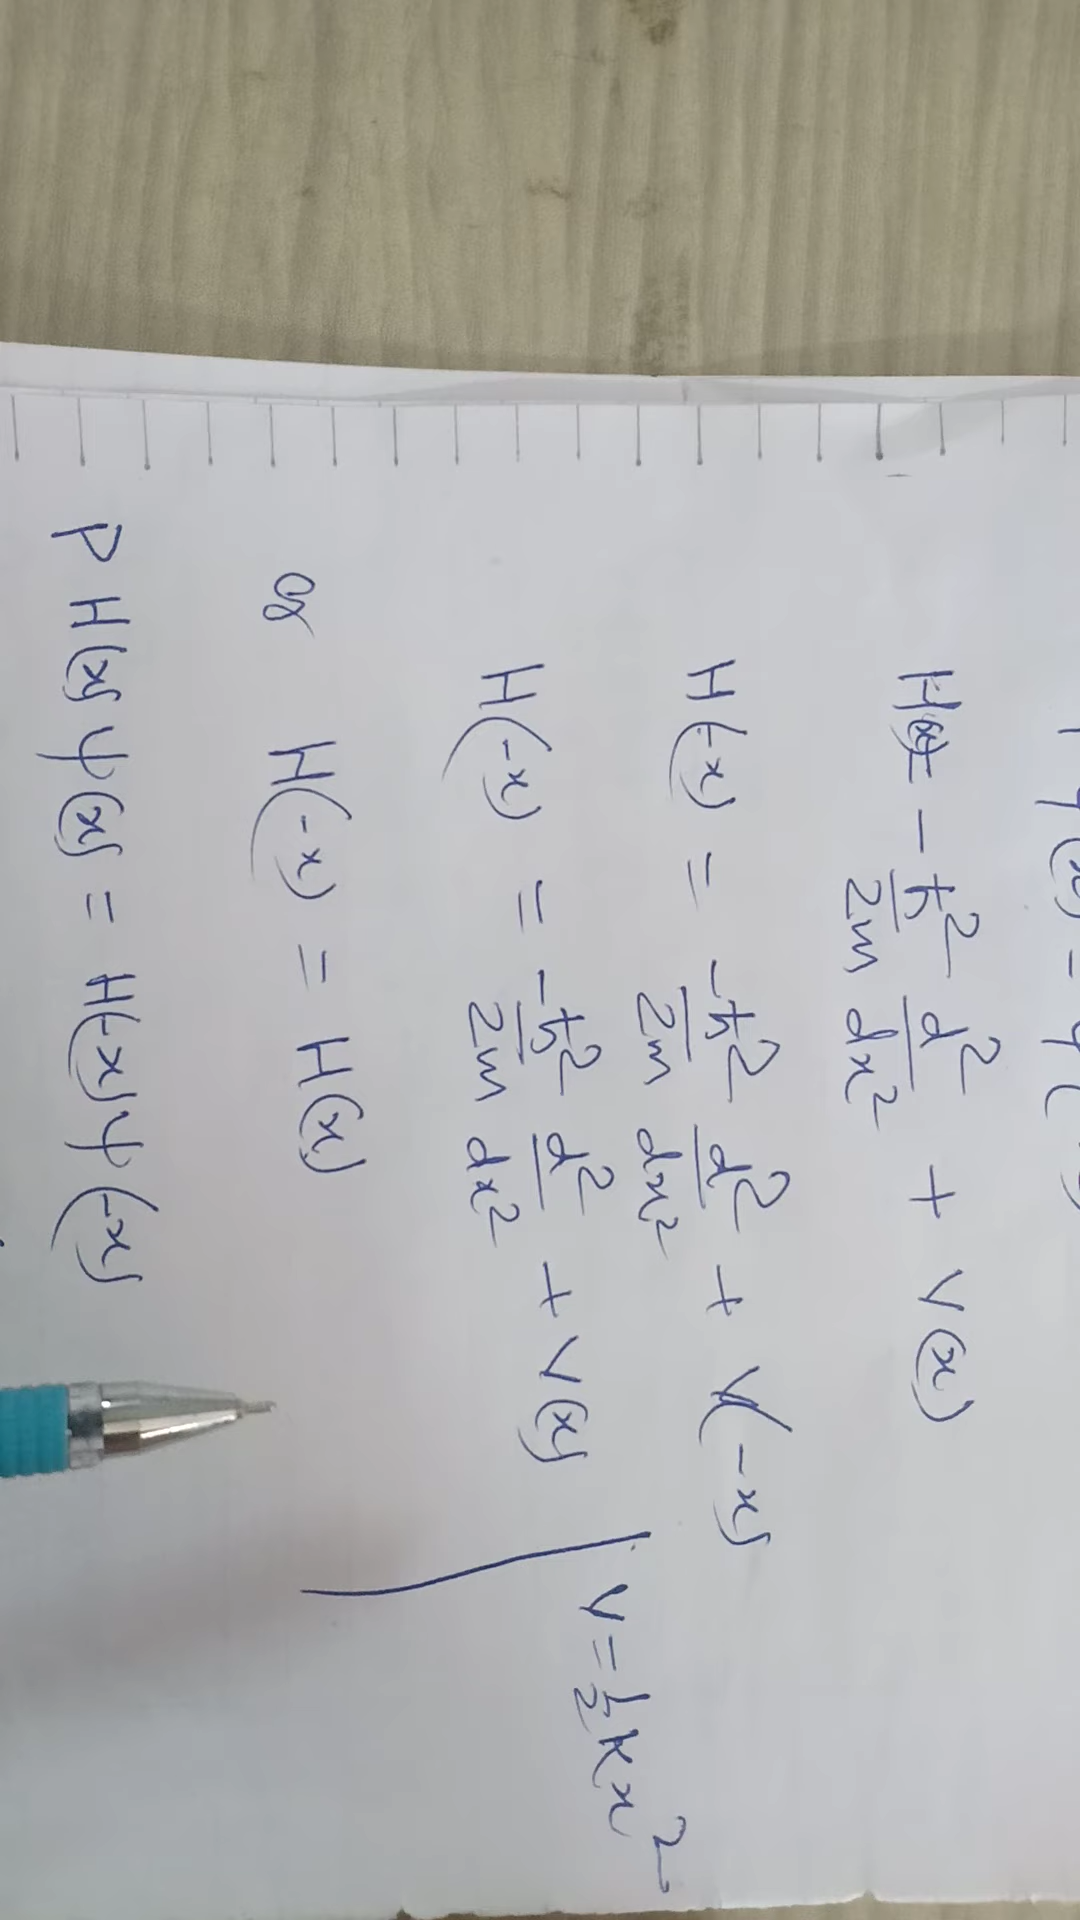 ψ(x) = ψ(
H(x) = -ℏ²/2m d²/dx² + V(x)
H(-x) = -ℏ²/2m d²/dx² + V(-x)
H(-x) = -ℏ²/2m d²/dx² + V(x) | V = 1/2 kx²
or H(-x) = H(x)
P H(x) ψ(x) = H(-x) ψ(-x)